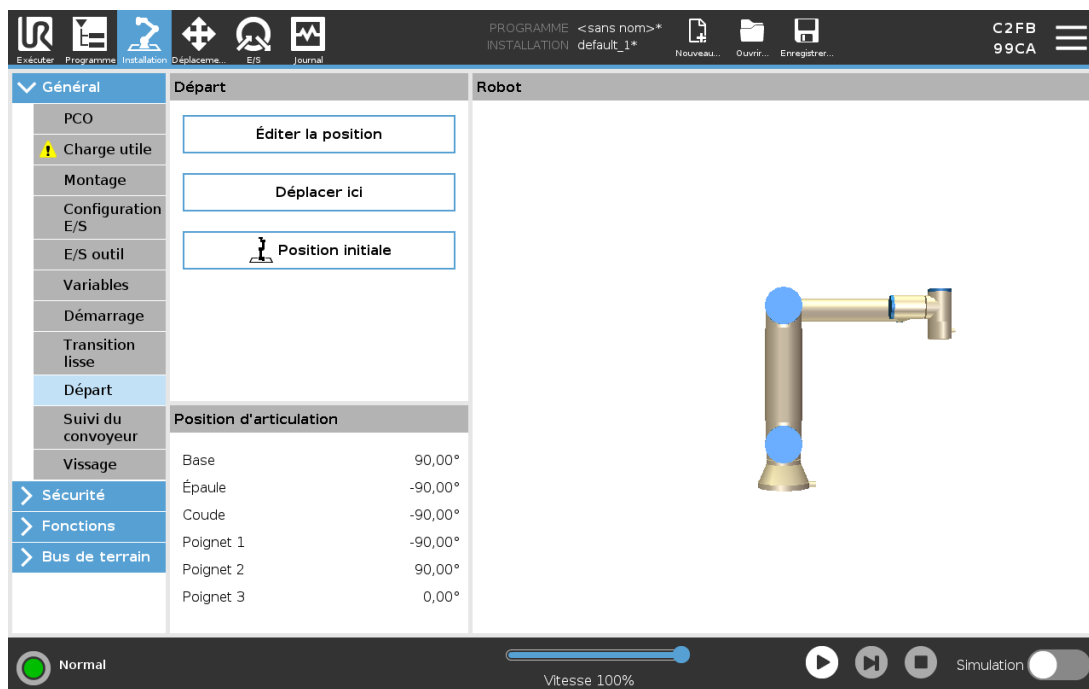 PROGRAMME <sans nom>*
INSTALLATION default_1*
C2FB
99CA
UR
Exécuter
Programme
Installation
Déplaceme...
E/S
Journal
Nouveau...
Ouvrir...
Enregistrer...
Général
PCO
Charge utile
Montage
Configuration
E/S
E/S outil
Variables
Démarrage
Transition
lisse
Départ
Suivi du
convoyeur
Vissage
Sécurité
Fonctions
Bus de terrain
Départ
Éditer la position
Déplacer ici
Position initiale
Position d'articulation
Base 90,00°
Épaule -90,00°
Coude -90,00°
Poignet 1 -90,00°
Poignet 2 90,00°
Poignet 3 0,00°
Robot
Normal
Vitesse 100%
Simulation